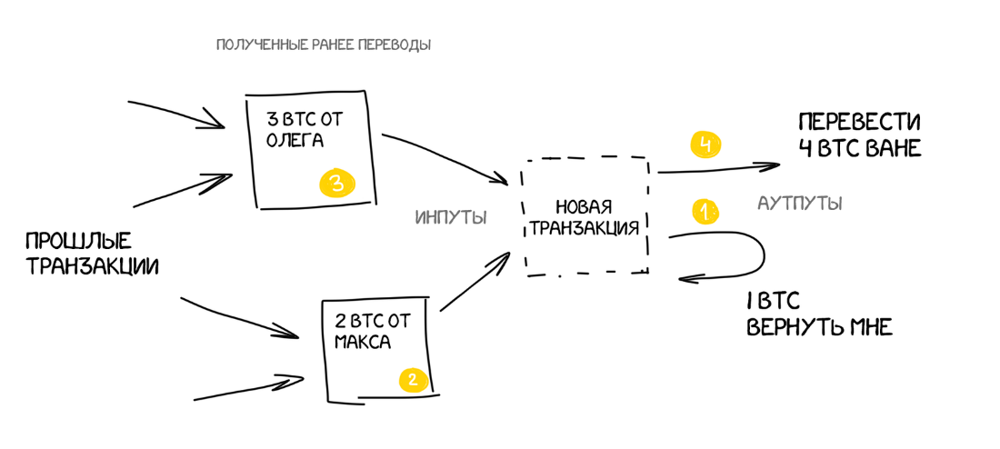 ПОЛУЧЕННЫЕ РАНЕЕ ПЕРЕВОДЫ
3 BTC ОТ
ОЛЕГА
3
ПРОШЛЫЕ
ТРАНЗАКЦИИ
2 BTC ОТ
МАКСА
2
ИНПУТЫ
НОВАЯ
ТРАНЗАКЦИЯ
4
ПЕРЕВЕСТИ
4 BTC ВАНЕ
1
АУТПУТЫ
1 BTC
ВЕРНУТЬ МНЕ